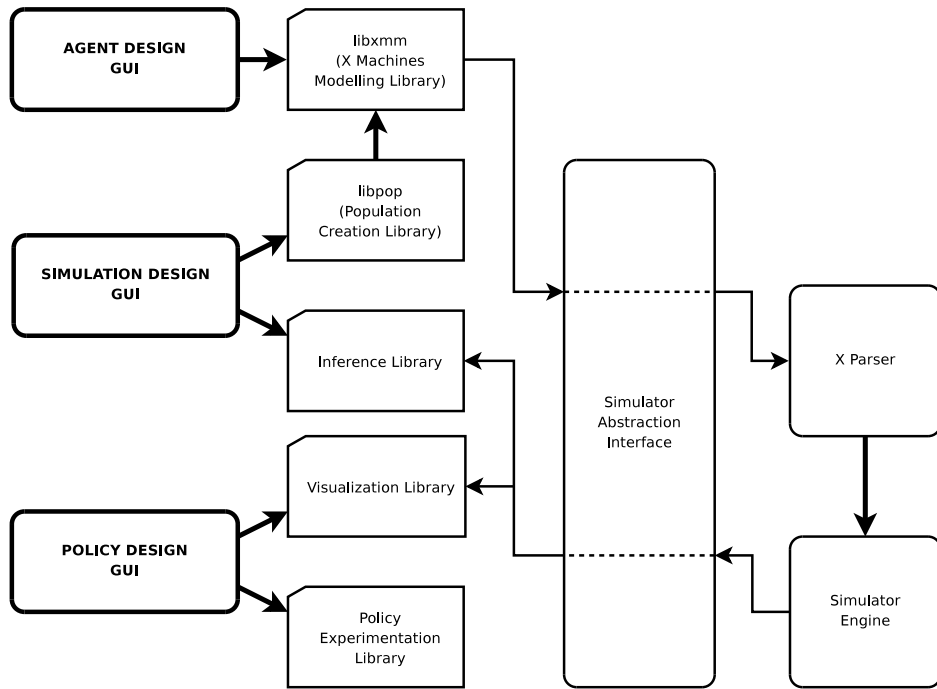 AGENT DESIGN
GUI
libxmm
(X Machines
Modelling Library)
libpop
(Population
Creation Library)
SIMULATION DESIGN
GUI
Inference Library
Simulator
Abstraction
Interface
X Parser
Visualization Library
POLICY DESIGN
GUI
Policy
Experimentation
Library
Simulator
Engine